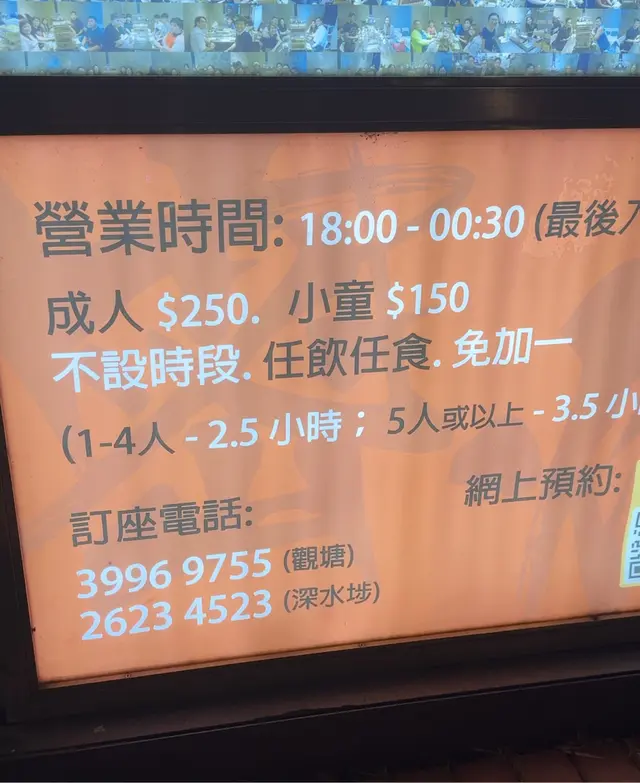 營業時間: 18:00 - 00:30 (最後
成人 $250. 小童 $150
不設時段. 任飲任食. 免加一
(1-4人 - 2.5 小時； 5人或以上 - 3.5 小
訂座電話:
網上預約:
3996 9755 (觀塘)
2623 4523 (深水埗)